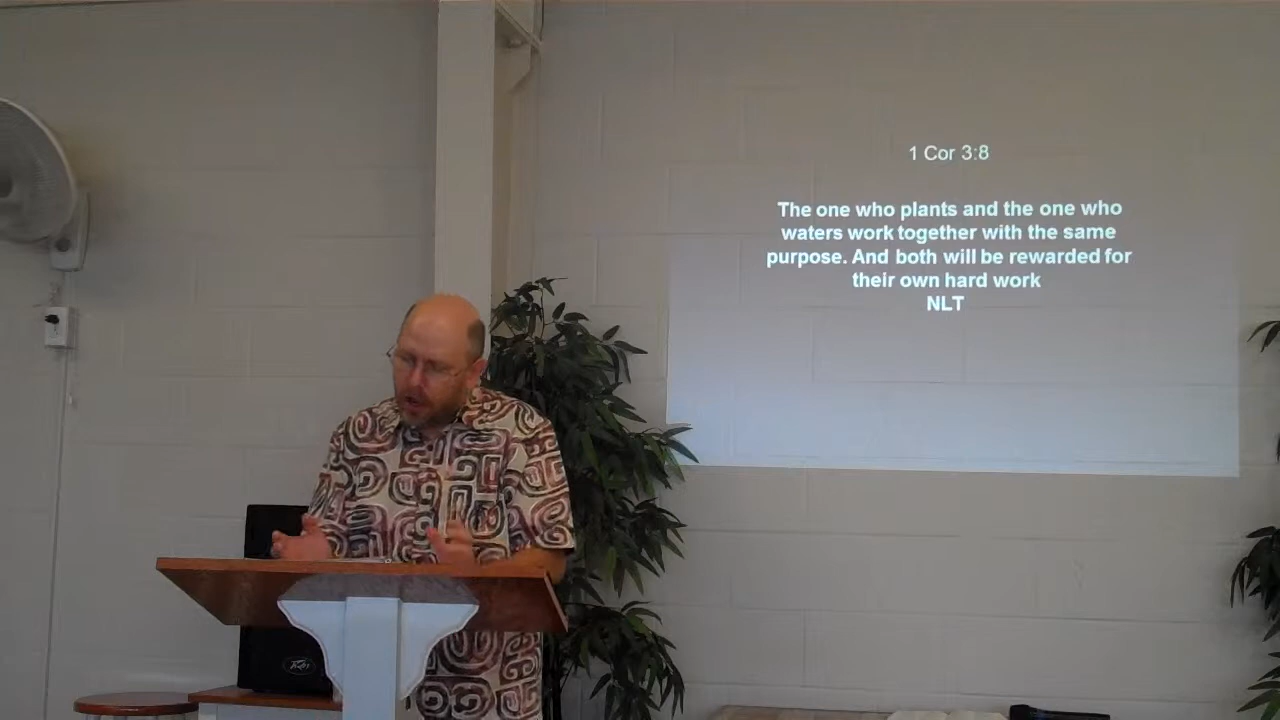 1 Cor 3:8
The one who plants and the one who
waters work together with the same
purpose. And both will be rewarded for
their own hard work
NLT